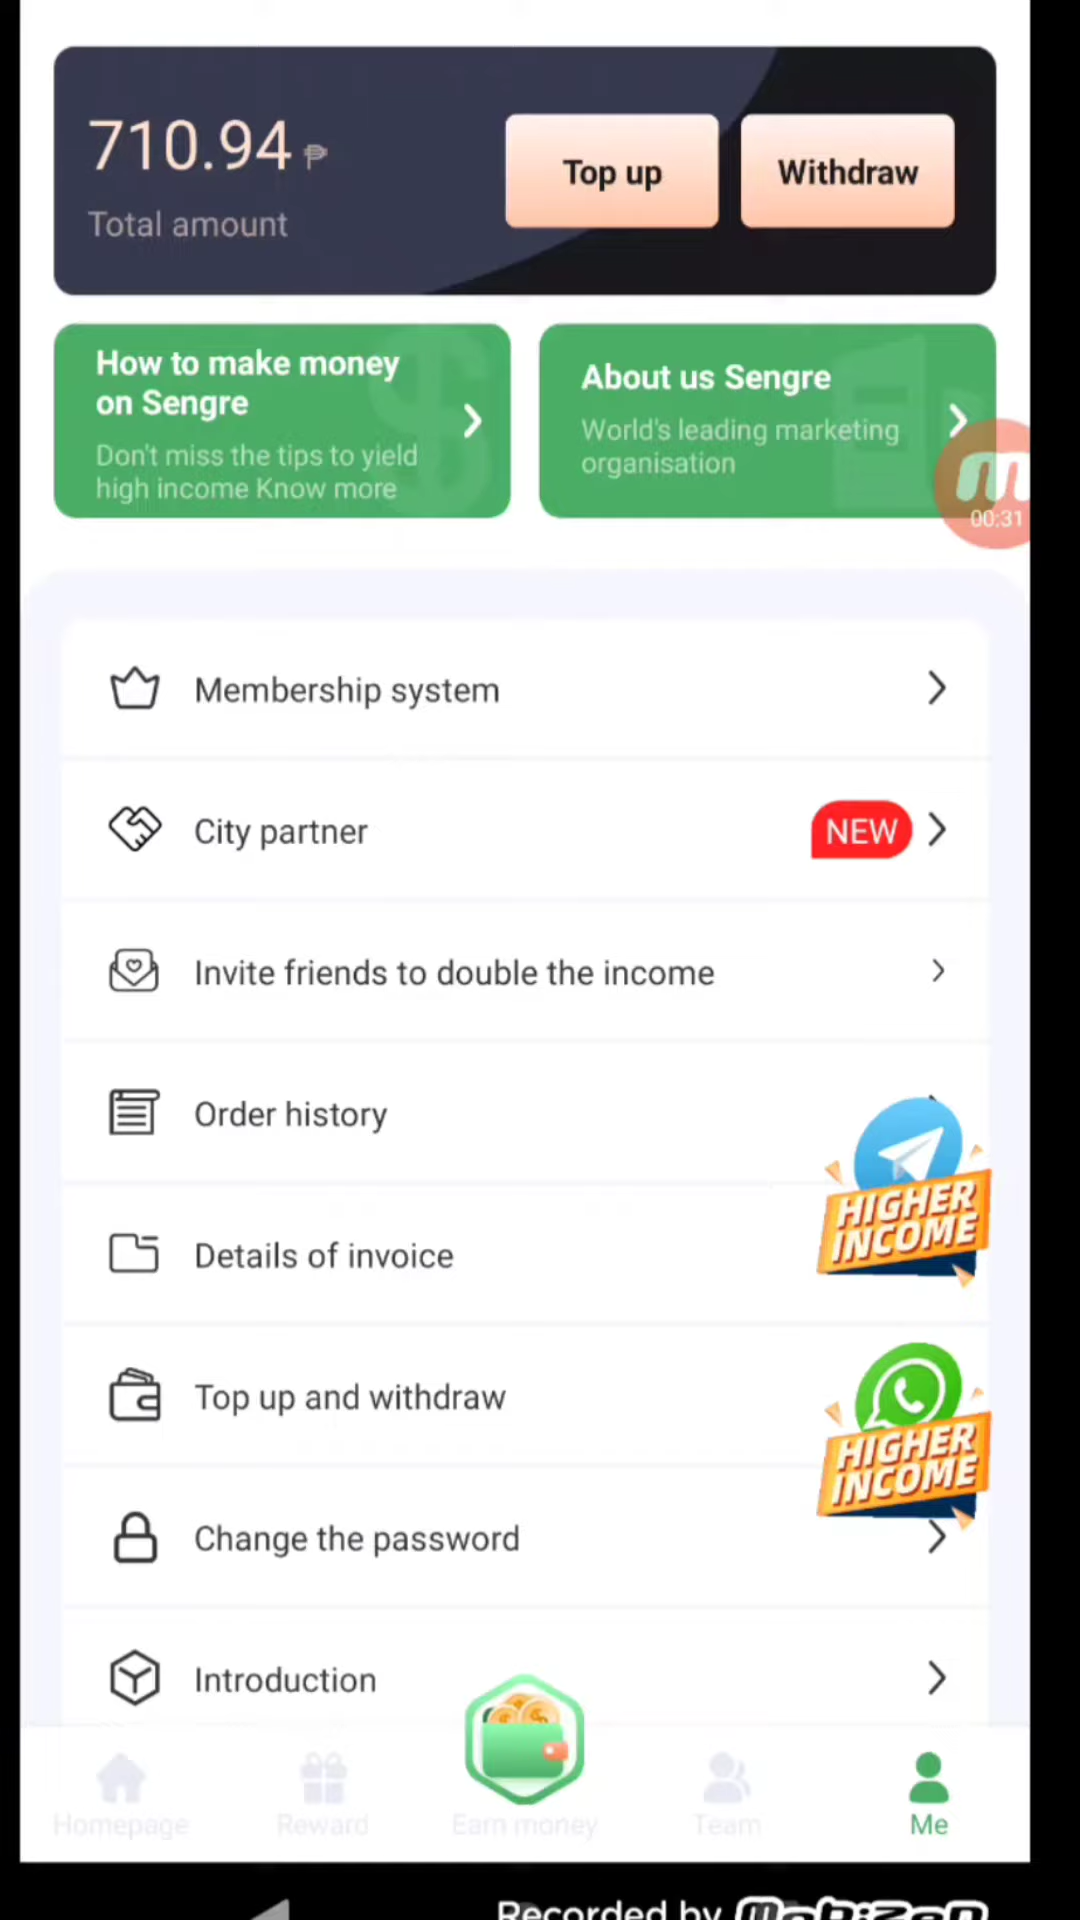 710.94 ₱
Total amount
Top up
Withdraw
How to make money
on Sengre
Don't miss the tips to yield
high income Know more
About us Sengre
World's leading marketing
organisation
00:31
Membership system
City partner
NEW
Invite friends to double the income
Order history
HIGHER
INCOME
Details of invoice
Top up and withdraw
HIGHER
INCOME
Change the password
Introduction
Homepage
Reward
Earn money
Team
Me
Recorded by Mobizen